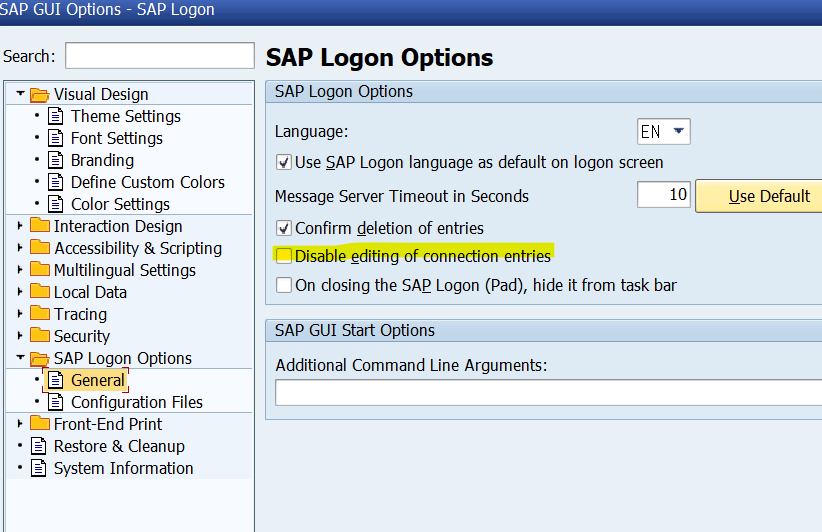 SAP GUI Options - SAP Logon
Search:
Visual Design
Theme Settings
Font Settings
Branding
Define Custom Colors
Color Settings
Interaction Design
Accessibility & Scripting
Multilingual Settings
Local Data
Tracing
Security
SAP Logon Options
General
Configuration Files
Front-End Print
Restore & Cleanup
System Information
SAP Logon Options
SAP Logon Options
Language: EN
Use SAP Logon language as default on logon screen
Message Server Timeout in Seconds 10 Use Default
Confirm deletion of entries
Disable editing of connection entries
On closing the SAP Logon (Pad), hide it from task bar
SAP GUI Start Options
Additional Command Line Arguments: